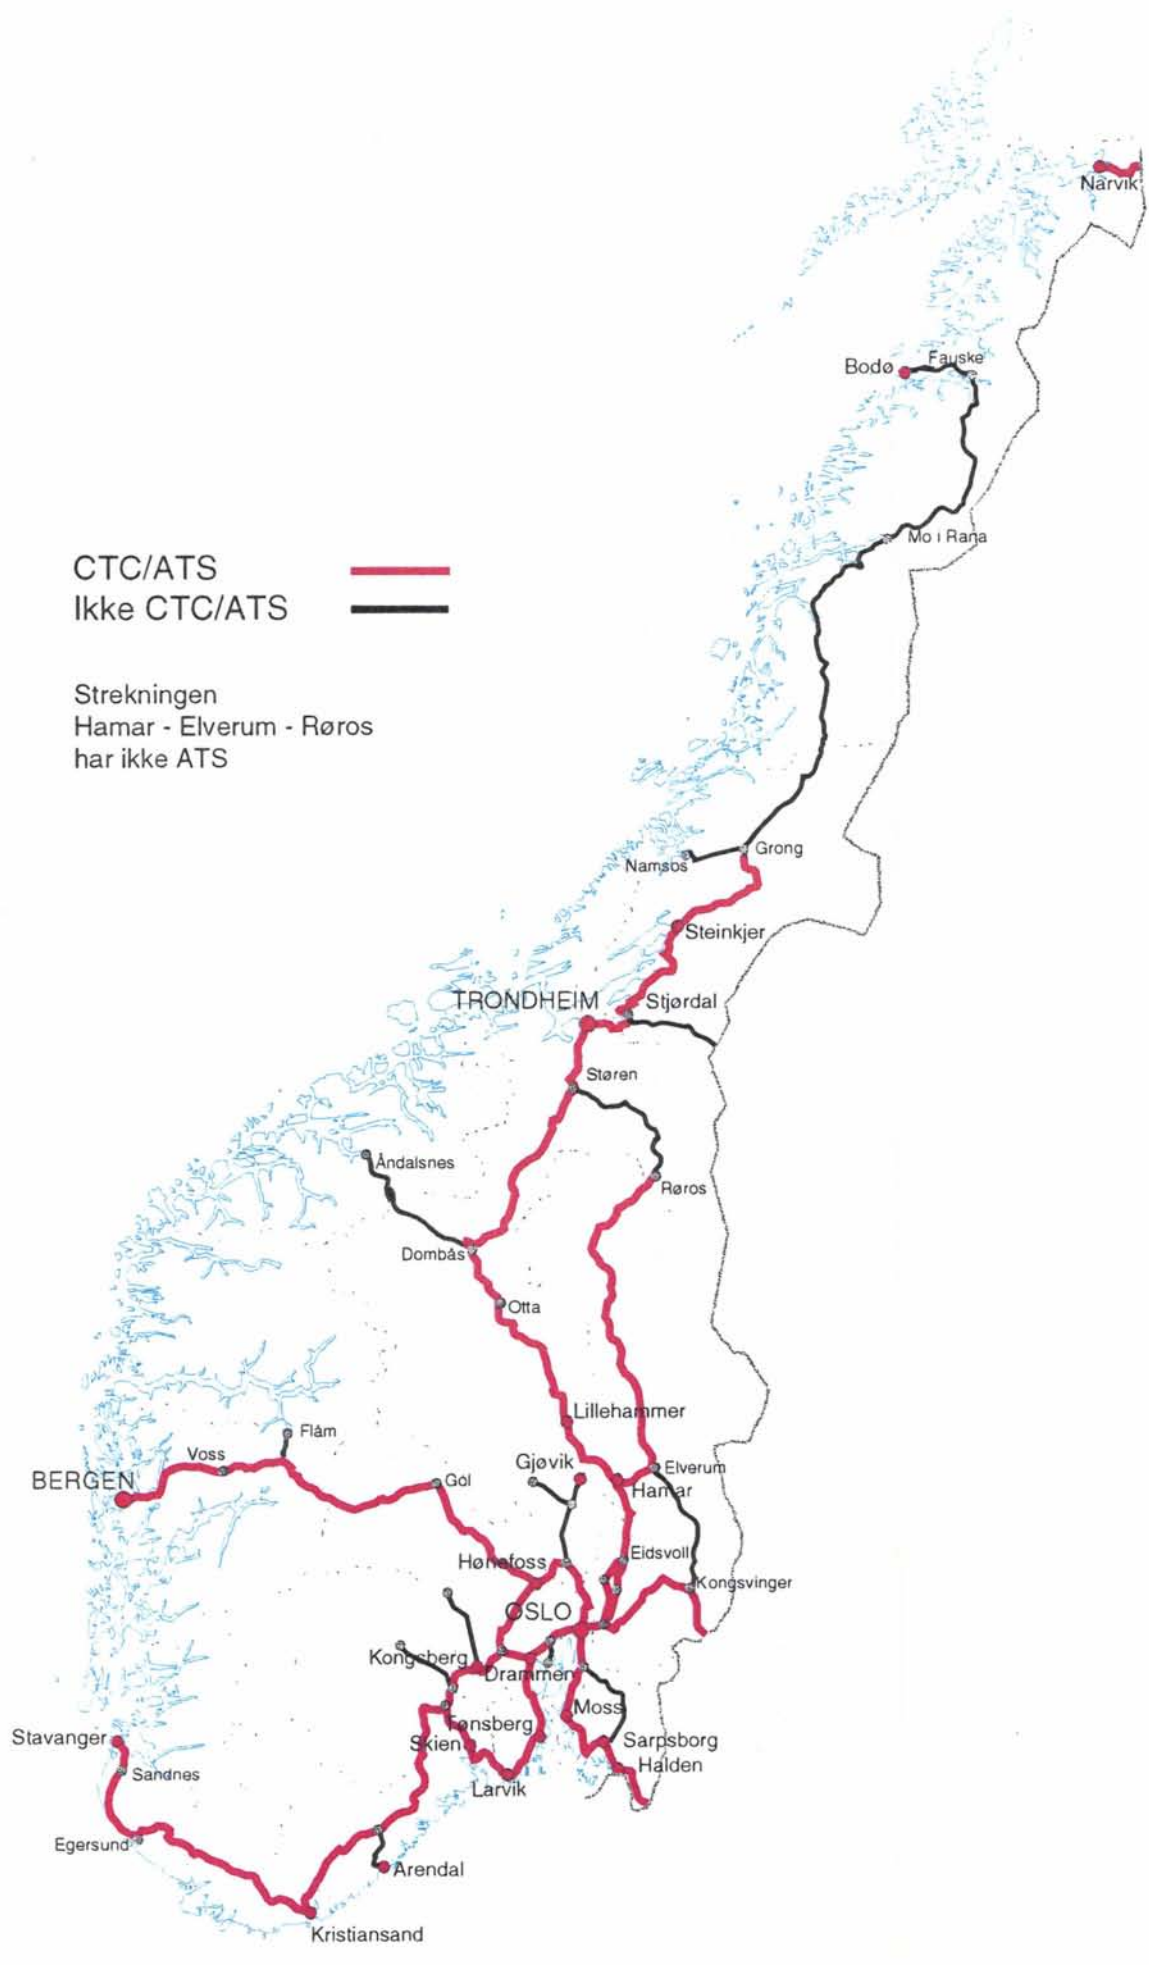 Narvik
Bodø
Fauske
Mo i Rana
CTC/ATS
Ikke CTC/ATS
Strekningen
Hamar - Elverum - Røros
har ikke ATS
Grong
Namsos
Steinkjer
TRONDHEIM
Stjørdal
Støren
Åndalsnes
Røros
Dombås
Otta
Lillehammer
Flåm
Voss
BERGEN
Gol
Gjøvik
Elverum
Hamar
Hønefoss
Eidsvoll
Kongsvinger
OSLO
Kongsberg
Drammen
Moss
Tønsberg
Skien
Sarpsborg
Halden
Stavanger
Sandnes
Larvik
Egersund
Arendal
Kristiansand